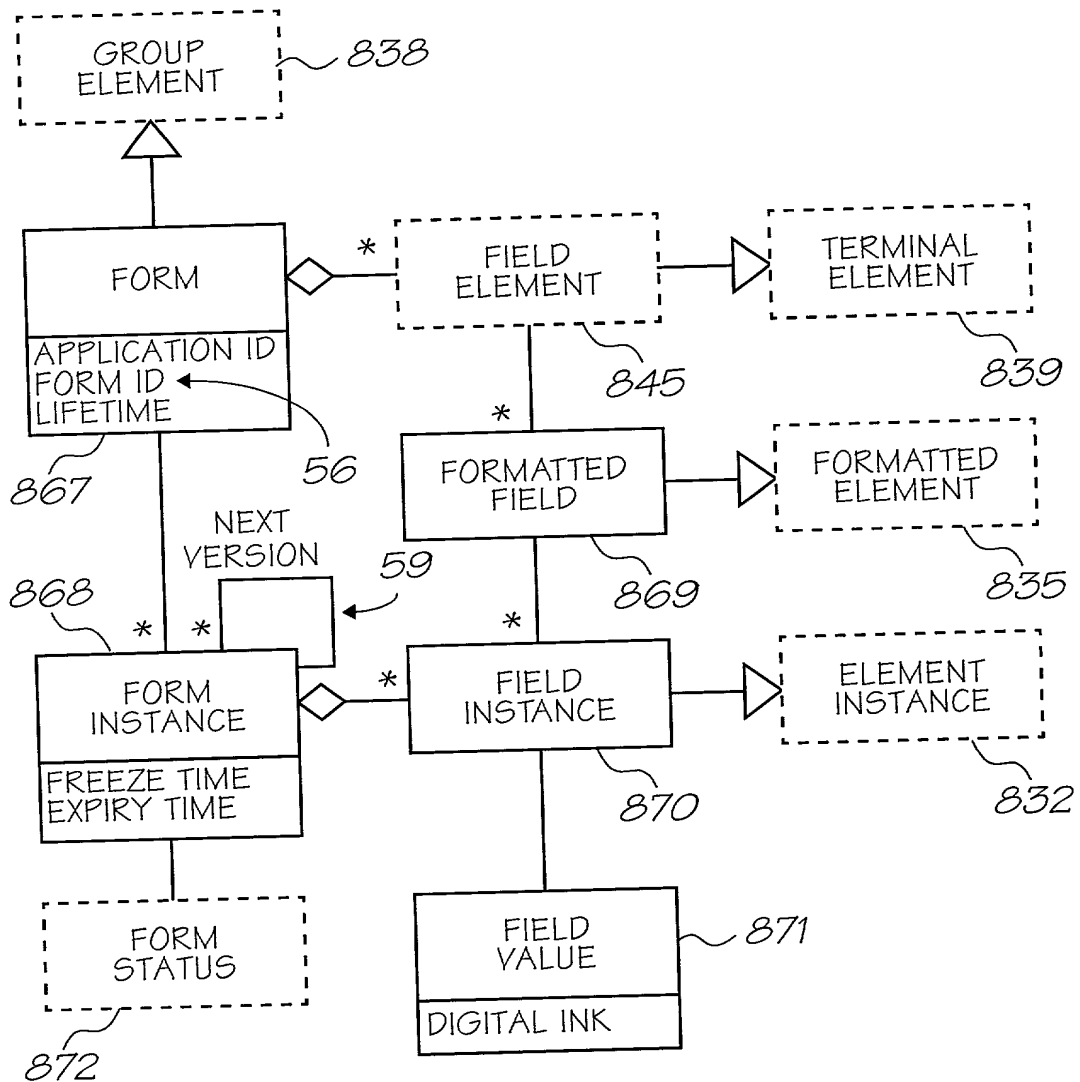 GROUP
ELEMENT
838
FORM
*
FIELD
ELEMENT
TERMINAL
ELEMENT
APPLICATION ID
FORM ID
LIFETIME
845
839
867
56
*
FORMATTED
FIELD
FORMATTED
ELEMENT
NEXT
VERSION
59
869
835
868
*
*
*
FORM
INSTANCE
*
FIELD
INSTANCE
ELEMENT
INSTANCE
FREEZE TIME
EXPIRY TIME
870
832
FORM
STATUS
FIELD
VALUE
871
DIGITAL INK
872